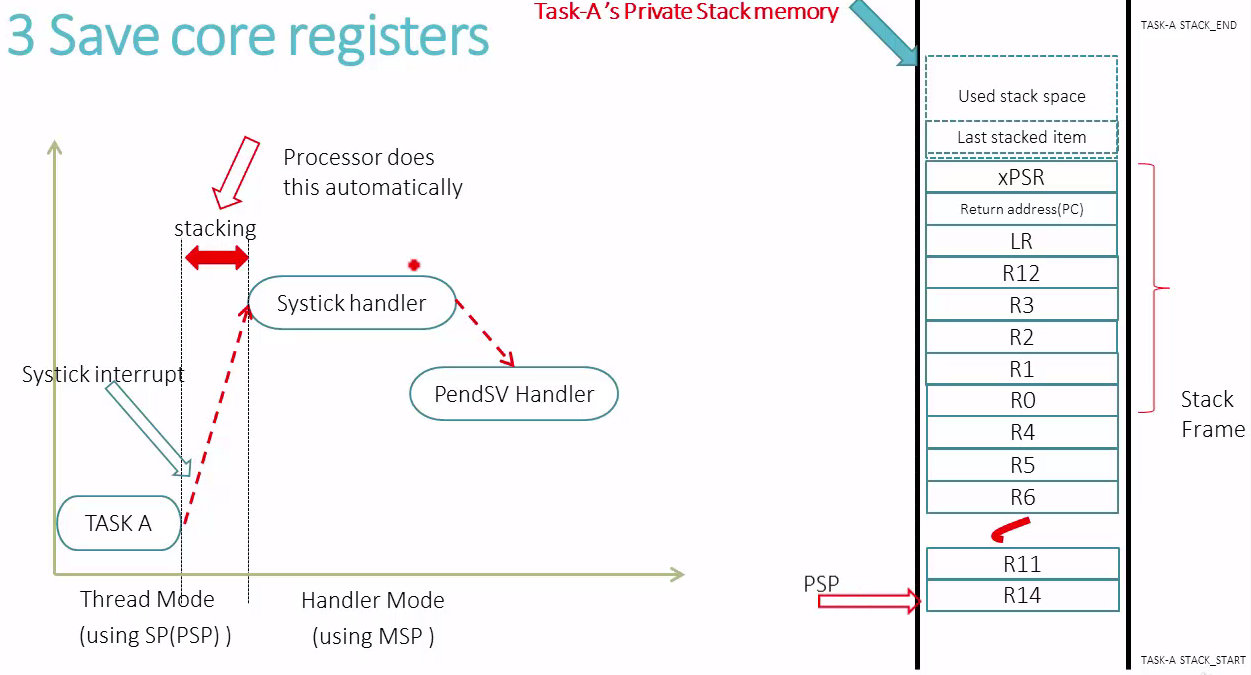 3 Save core registers
Task-A's Private Stack memory
TASK-A STACK_END
Used stack space
Last stacked item
xPSR
Return address(PC)
LR
R12
R3
R2
R1
R0
R4
R5
R6
R11
R14
Stack
Frame
PSP
TASK-A STACK_START
Processor does
this automatically
stacking
Systick handler
Systick interrupt
PendSV Handler
TASK A
Thread Mode
(using SP(PSP) )
Handler Mode
(using MSP )